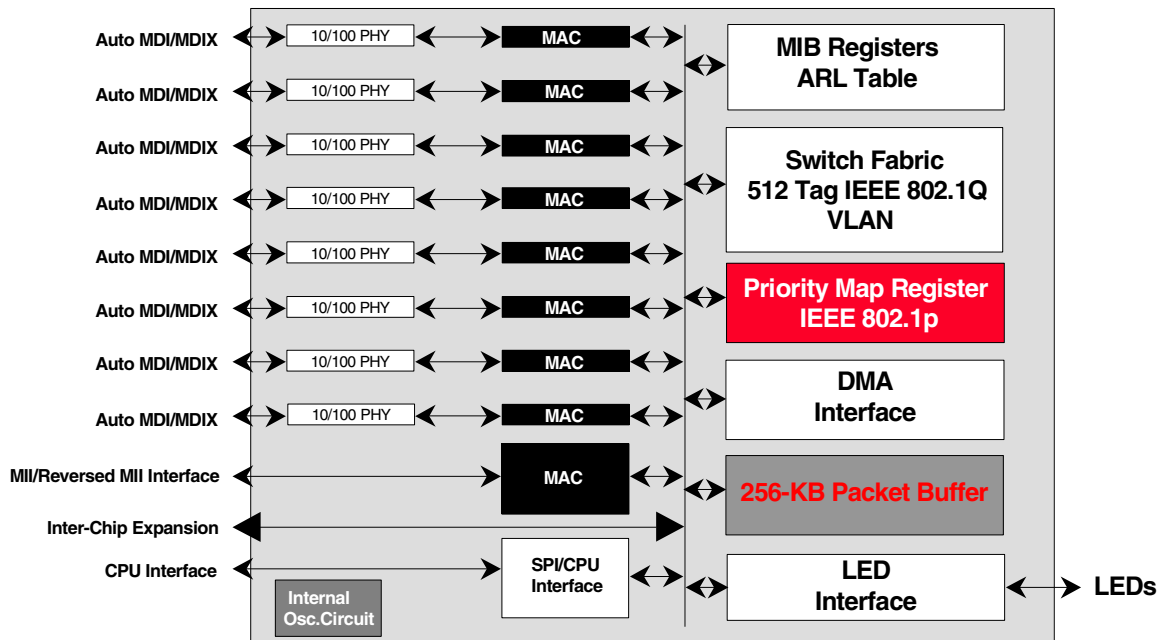 Auto MDI/MDIX
10/100 PHY
MAC
Auto MDI/MDIX
10/100 PHY
MAC
Auto MDI/MDIX
10/100 PHY
MAC
Auto MDI/MDIX
10/100 PHY
MAC
Auto MDI/MDIX
10/100 PHY
MAC
Auto MDI/MDIX
10/100 PHY
MAC
Auto MDI/MDIX
10/100 PHY
MAC
Auto MDI/MDIX
10/100 PHY
MAC
MII/Reversed MII Interface
MAC
Inter-Chip Expansion
CPU Interface
SPI/CPU
Interface
Internal
Osc.Circuit
MIB Registers
ARL Table
Switch Fabric
512 Tag IEEE 802.1Q
VLAN
Priority Map Register
IEEE 802.1p
DMA
Interface
256-KB Packet Buffer
LED
Interface
LEDs